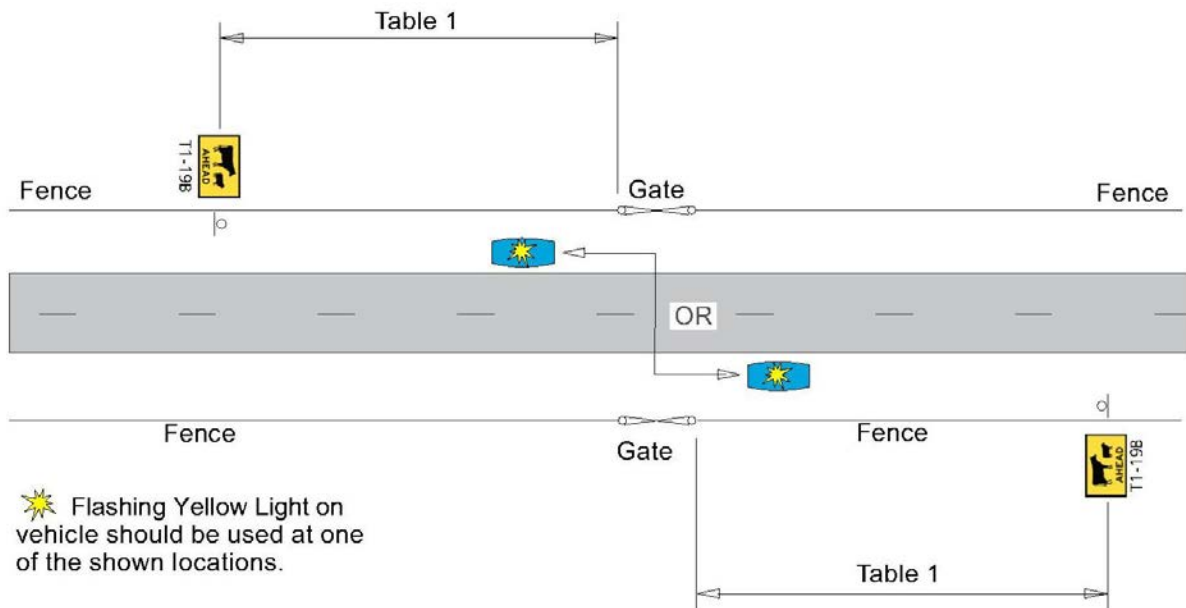 Table 1
T1-19B
AHEAD
Fence
Gate
Fence
OR
Fence
Gate
Fence
AHEAD
T1-19B
Flashing Yellow Light on
vehicle should be used at one
of the shown locations.
Table 1